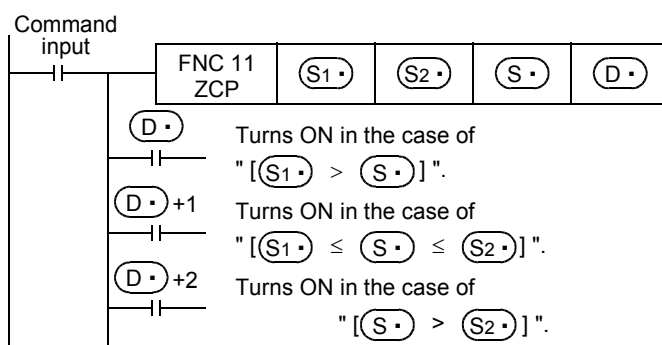 Command
input
FNC 11
ZCP
S1・ S2・ S・ D・
D・
Turns ON in the case of
" [S1・ > S・] ".
D・+1
Turns ON in the case of
" [S1・ ≤ S・ ≤ S2・] ".
D・+2
Turns ON in the case of
" [S・ > S2・] ".